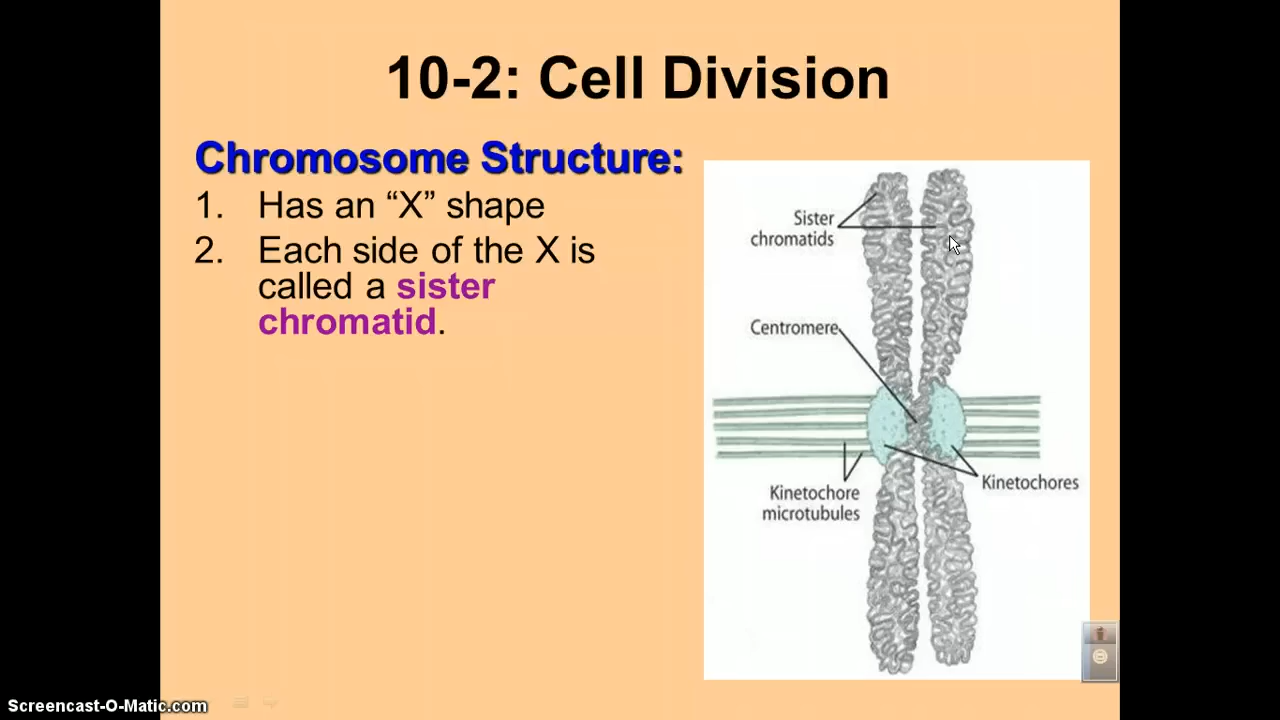 10-2: Cell Division
Chromosome Structure:
1. Has an “X” shape
2. Each side of the X is
called a sister
chromatid.
Sister
chromatids
Centromere
Kinetochore
microtubules
Kinetochores
Screencast-O-Matic.com